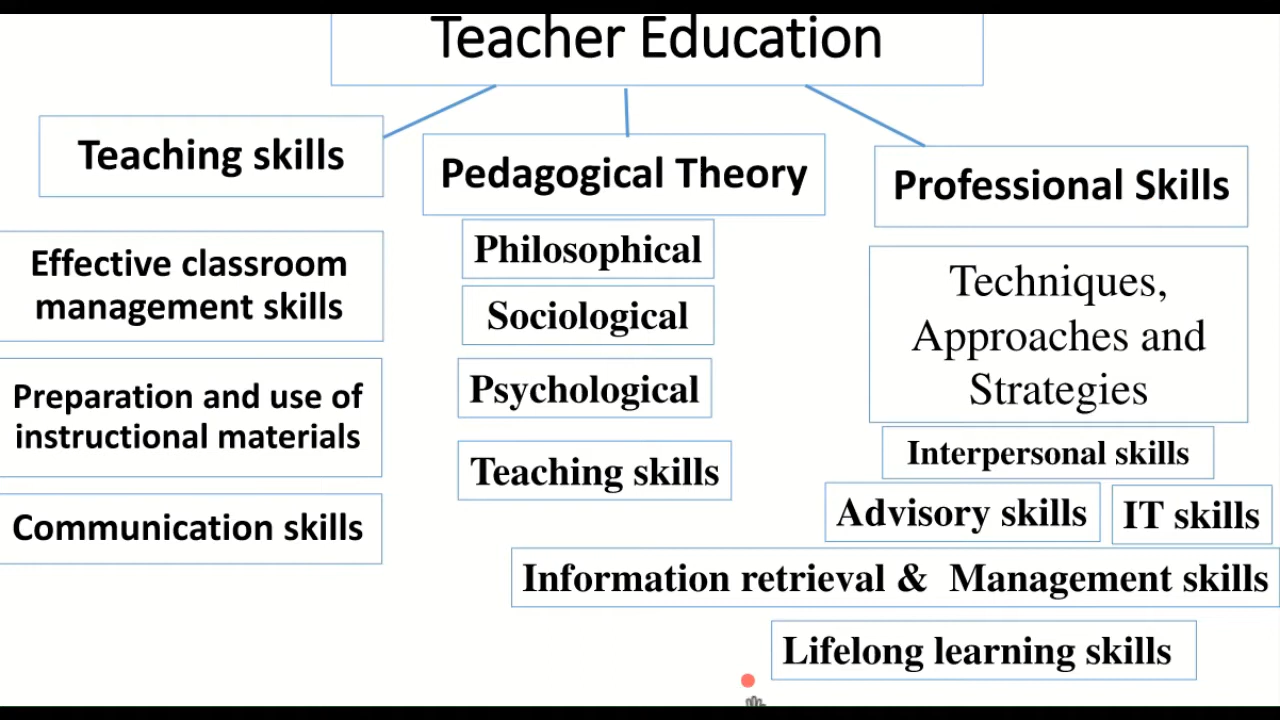 Teacher Education
Teaching skills
Effective classroom
management skills
Preparation and use of
instructional materials
Communication skills
Pedagogical Theory
Philosophical
Sociological
Psychological
Teaching skills
Professional Skills
Techniques,
Approaches and
Strategies
Interpersonal skills
Advisory skills
IT skills
Information retrieval & Management skills
Lifelong learning skills